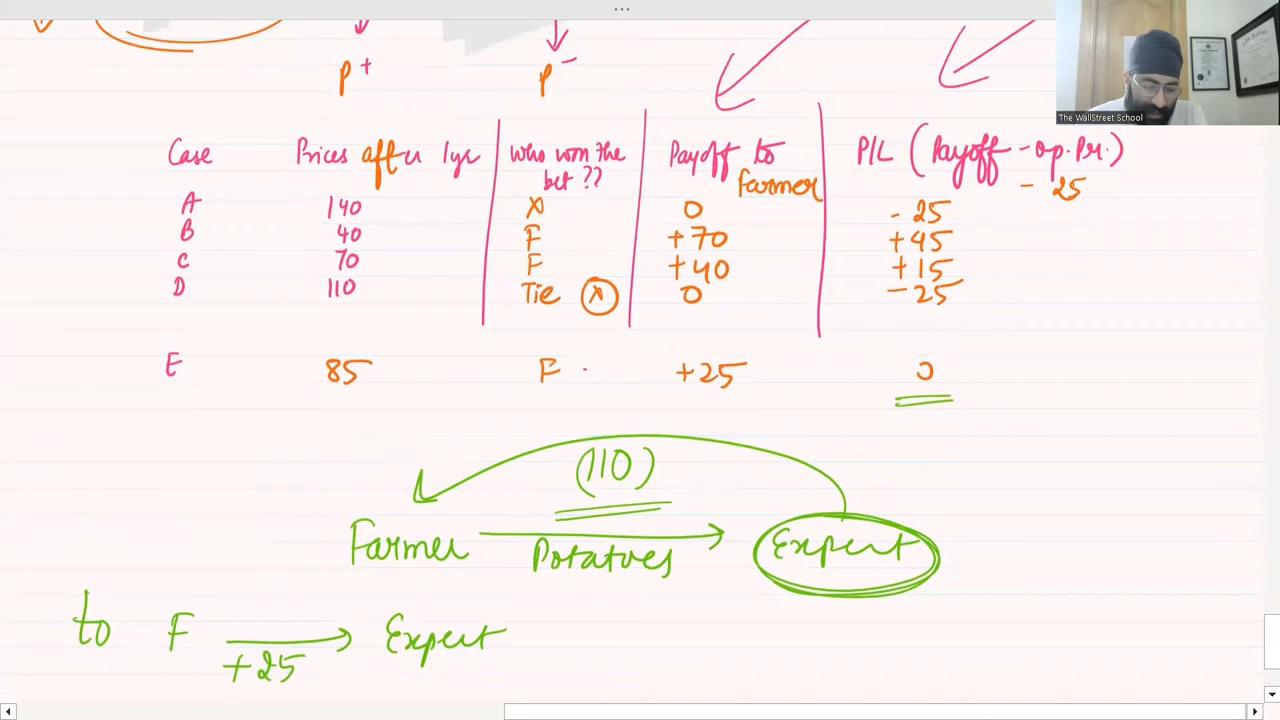 ...
The WallStreet School
P+
P-
Case Prices after 1yr Who won the bet ?? Payoff to farmer P/L (Payoff - op. Pr.)
- 25
A 140 X 0 - 25
B 40 F +70 +45
C 70 F +40 +15
D 110 Tie X 0 - 25
E 85 F +25 0
(110)
Farmer Potatoes Expert
to F +25 Expert